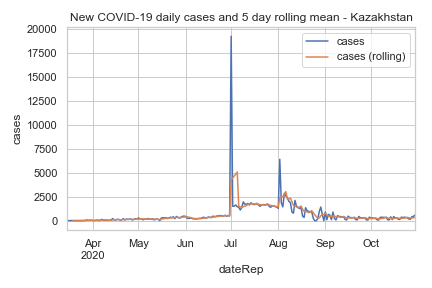 New COVID-19 daily cases and 5 day rolling mean - Kazakhstan
20000
17500
15000
12500
10000
7500
5000
2500
0
cases
cases
cases (rolling)
Apr
2020
May
Jun
Jul
Aug
Sep
Oct
dateRep